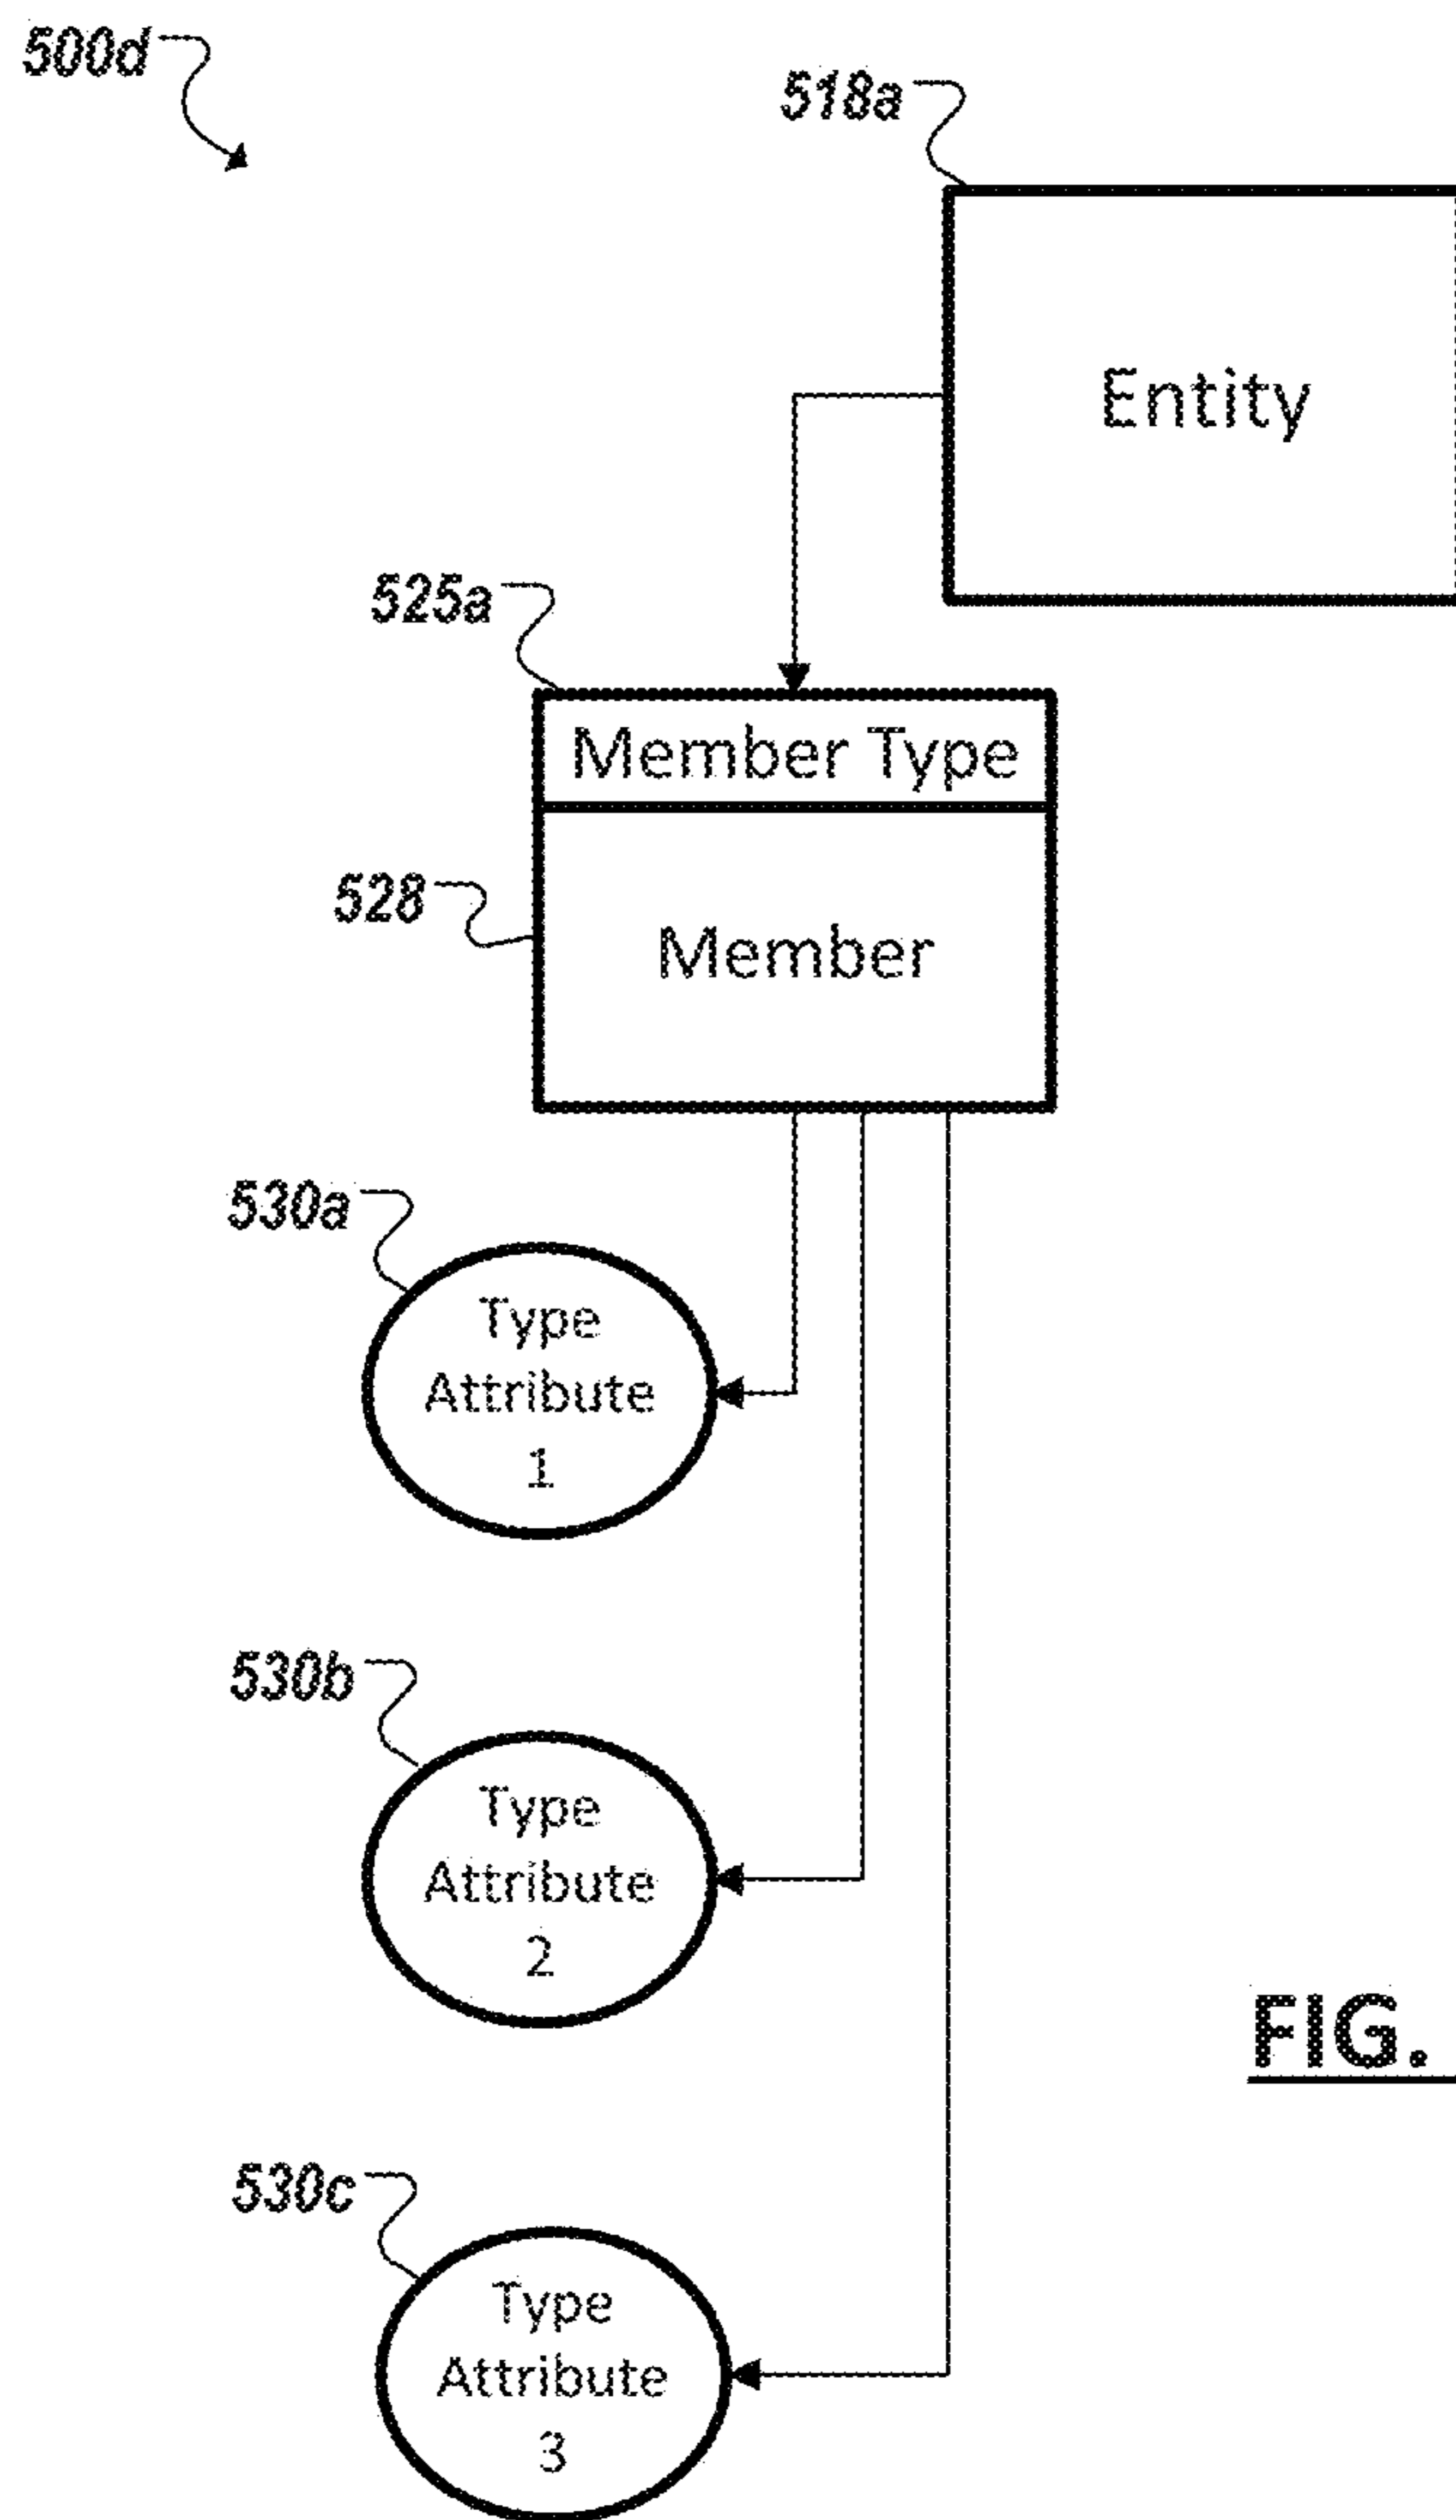 500d
518a
Entity
525a
Member Type
528
Member
530a
Type
Attribute
1
530b
Type
Attribute
2
FIG.
530c
Type
Attribute
3